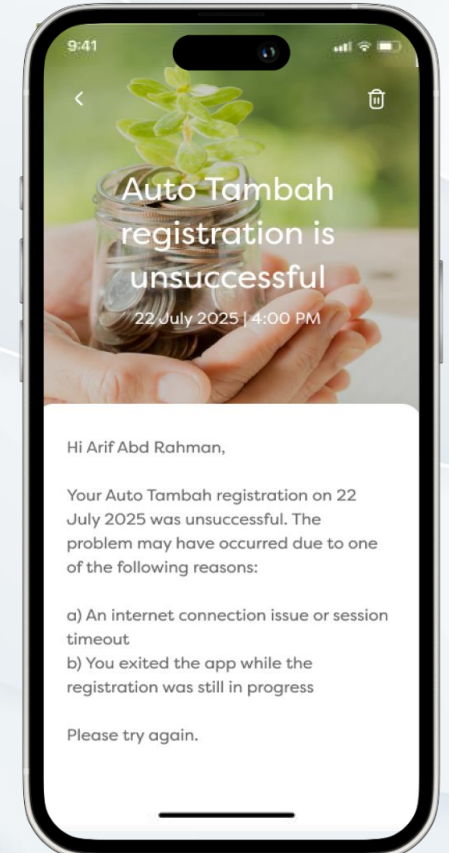 9:41
Auto Tambah
registration is
unsuccessful
22 July 2025 | 4:00 PM
Hi Arif Abd Rahman,
Your Auto Tambah registration on 22
July 2025 was unsuccessful. The
problem may have occurred due to one
of the following reasons:
a) An internet connection issue or session
timeout
b) You exited the app while the
registration was still in progress
Please try again.